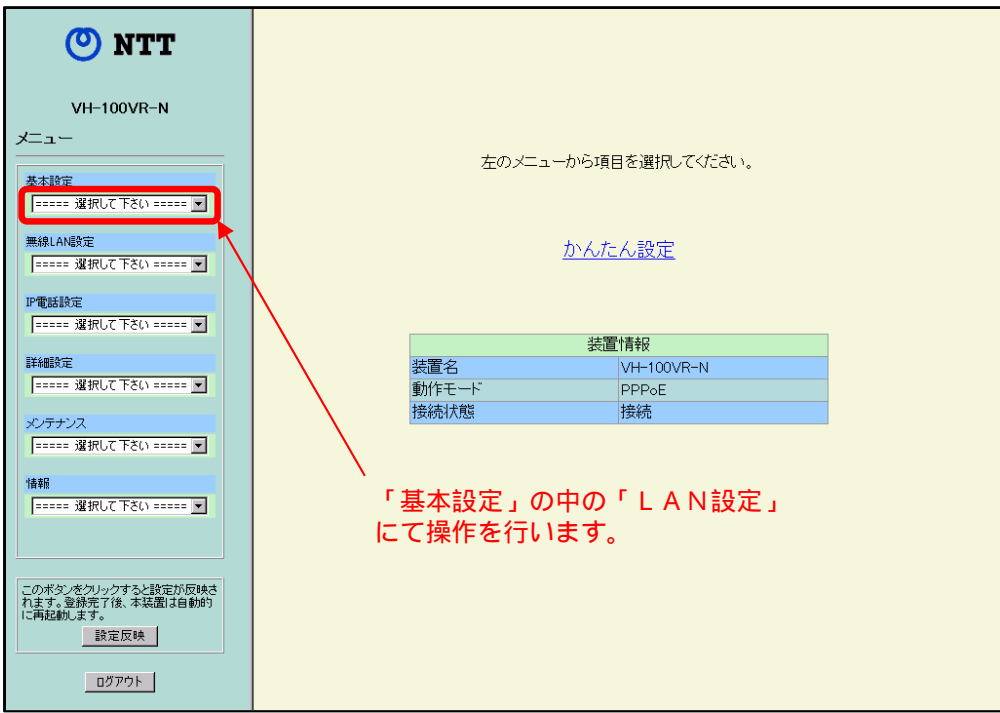 NTT
VH-100VR-N
メニュー
基本設定
===== 選択して下さい =====
無線LAN設定
===== 選択して下さい =====
IP電話設定
===== 選択して下さい =====
詳細設定
===== 選択して下さい =====
メンテナンス
===== 選択して下さい =====
情報
===== 選択して下さい =====
このボタンをクリックすると設定が反映さ
れます。登録完了後、本装置は自動的
に再起動します。
設定反映
ログアウト
左のメニューから項目を選択してください。
かんたん設定
装置情報
装置名 VH-100VR-N
動作モード PPPoE
接続状態 接続
「基本設定」の中の「ＬＡＮ設定」
にて操作を行います。